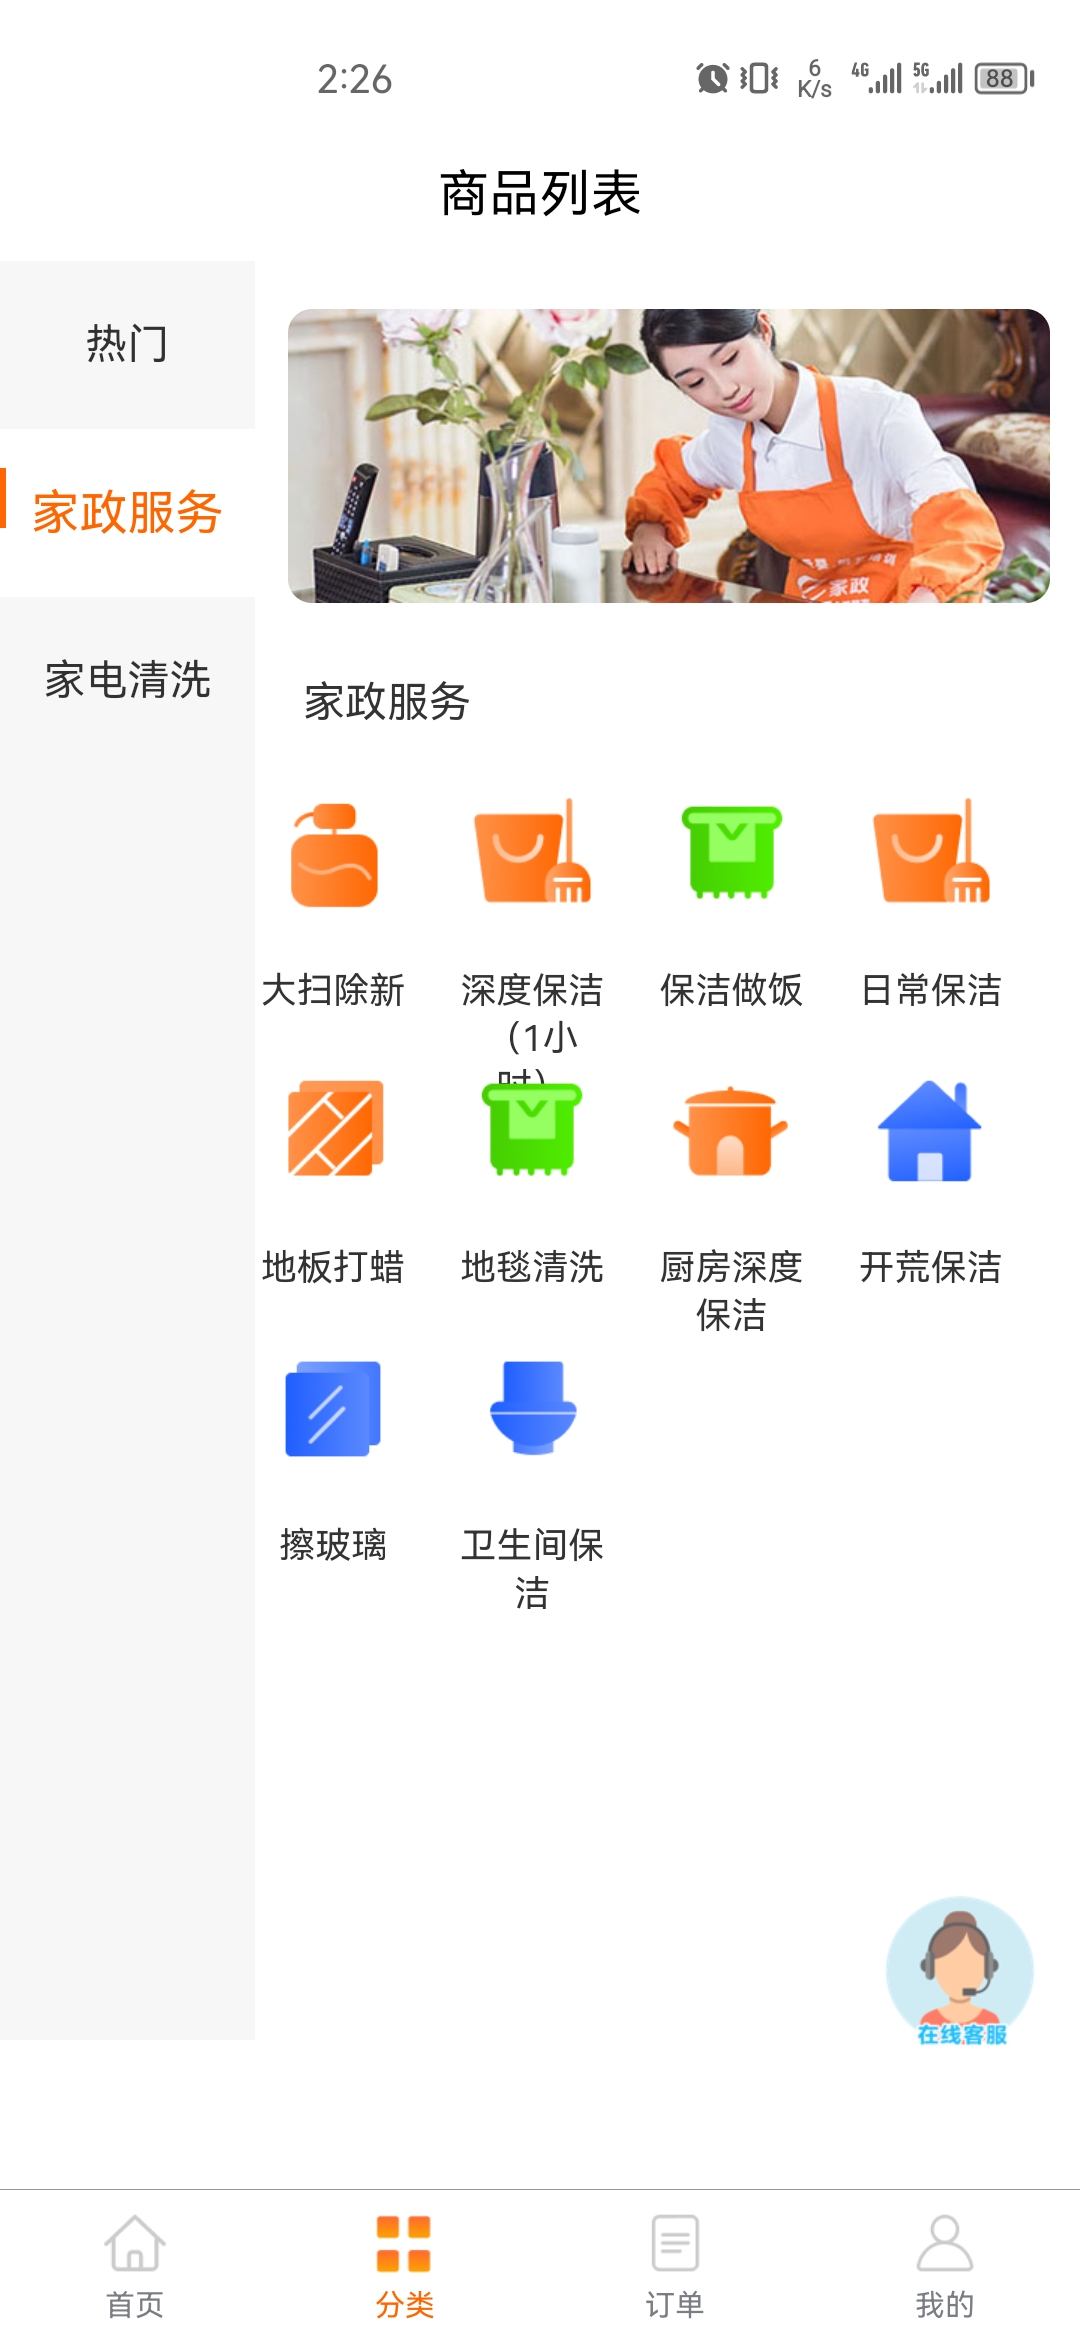 2:26
6
K/s
4G
5G
88
商品列表
热门
家政服务
家电清洗
家政
家政服务
大扫除新
深度保洁
（1小
时）
保洁做饭
日常保洁
地板打蜡
地毯清洗
厨房深度
保洁
开荒保洁
擦玻璃
卫生间保
洁
在线客服
首页
分类
订单
我的